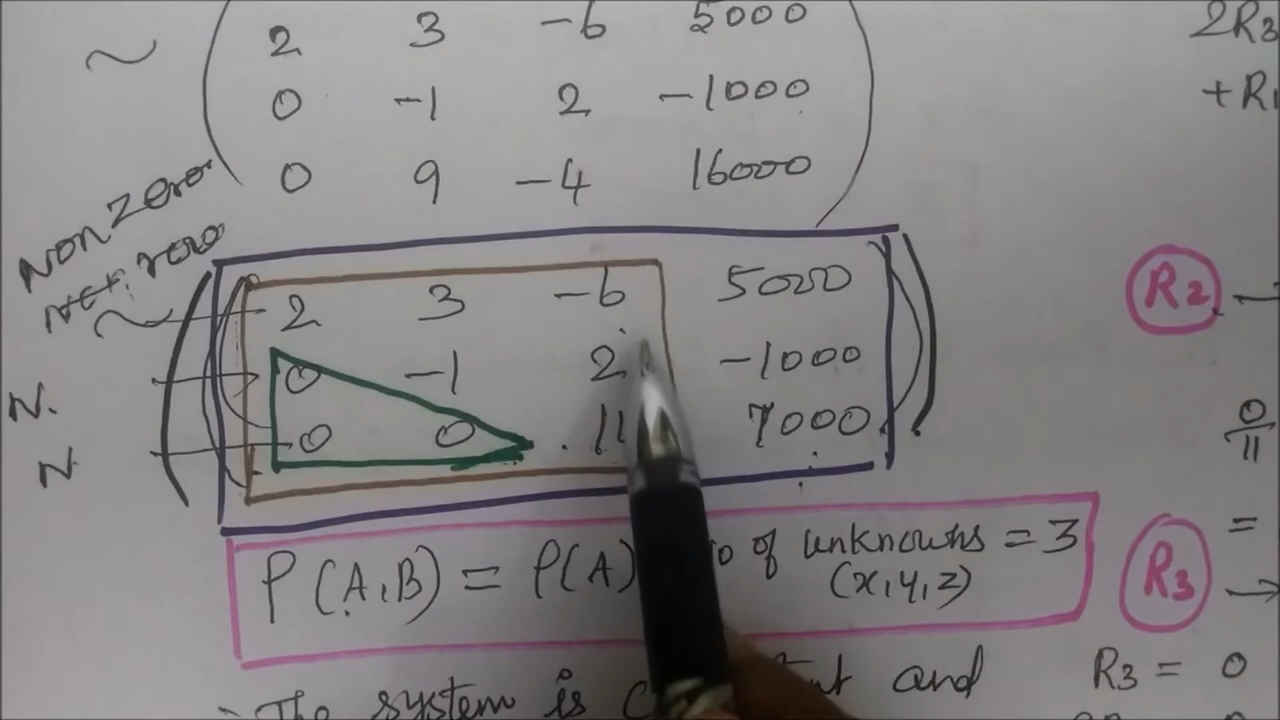 ~ 2 3 -6 5000 2R3
0 -1 2 -1000 +R1
0 9 -4 16000
Non zero
row
~ 2 3 -6 5000 R2
N. 0 -1 2 -1000
N 0 0 11 7000 0
11
ρ(A,B) = ρ(A) no of unknowns = 3 =
(x,y,z) R3 →
The system is and R3 = 0